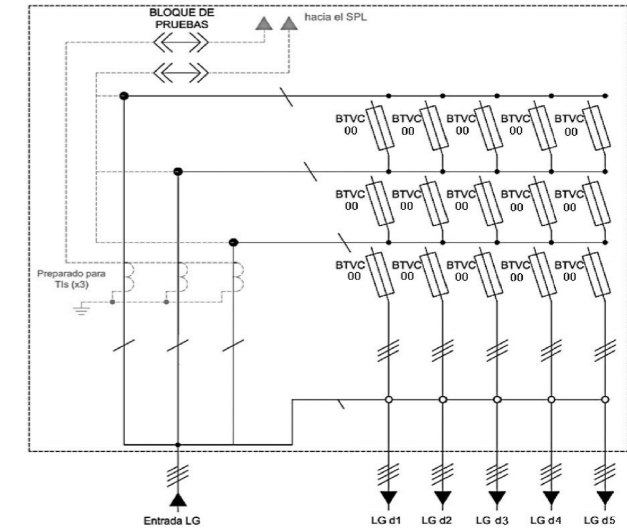 BLOQUE DE
PRUEBAS
hacia el SPL
BTVC BTVC BTVC BTVC BTVC
00 00 00 00 00
BTVC BTVC BTVC BTVC BTVC
00 00 00 00 00
BTVC BTVC BTVC BTVC BTVC
00 00 00 00 00
Preparado para
TIs (x3)
Entrada LG
LG d1 LG d2 LG d3 LG d4 LG d5